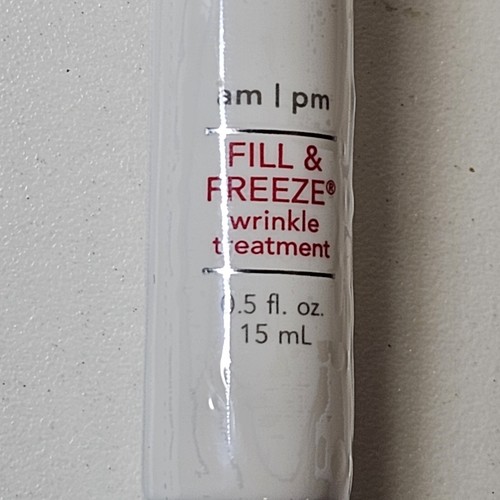 am | pm
FILL &
FREEZE®
wrinkle
treatment
0.5 fl. oz.
15 mL